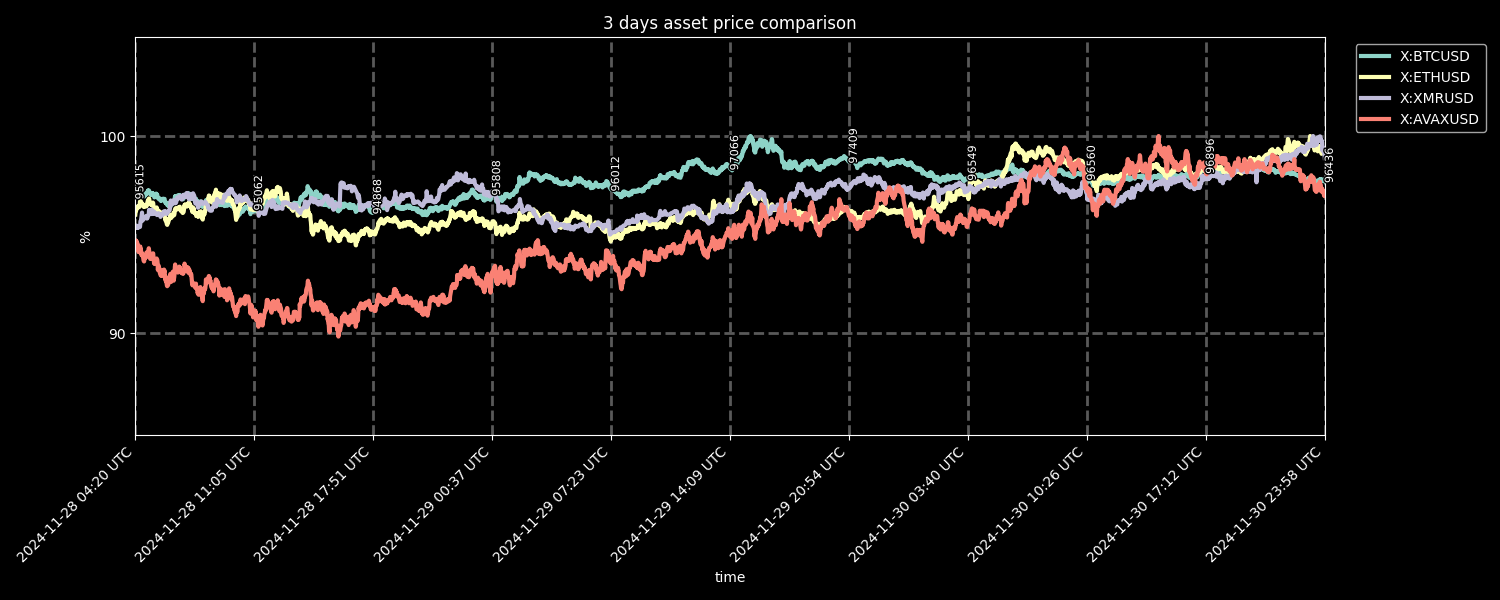 3 days asset price comparison
X:BTCUSD
X:ETHUSD
X:XMRUSD
X:AVAXUSD
100
90
%
95615
95062
94868
95808
96012
97066
97409
96549
96560
96896
96436
2024-11-28 04:20 UTC
2024-11-28 11:05 UTC
2024-11-28 17:51 UTC
2024-11-29 00:37 UTC
2024-11-29 07:23 UTC
2024-11-29 14:09 UTC
2024-11-29 20:54 UTC
2024-11-30 03:40 UTC
2024-11-30 10:26 UTC
2024-11-30 17:12 UTC
2024-11-30 23:58 UTC
time